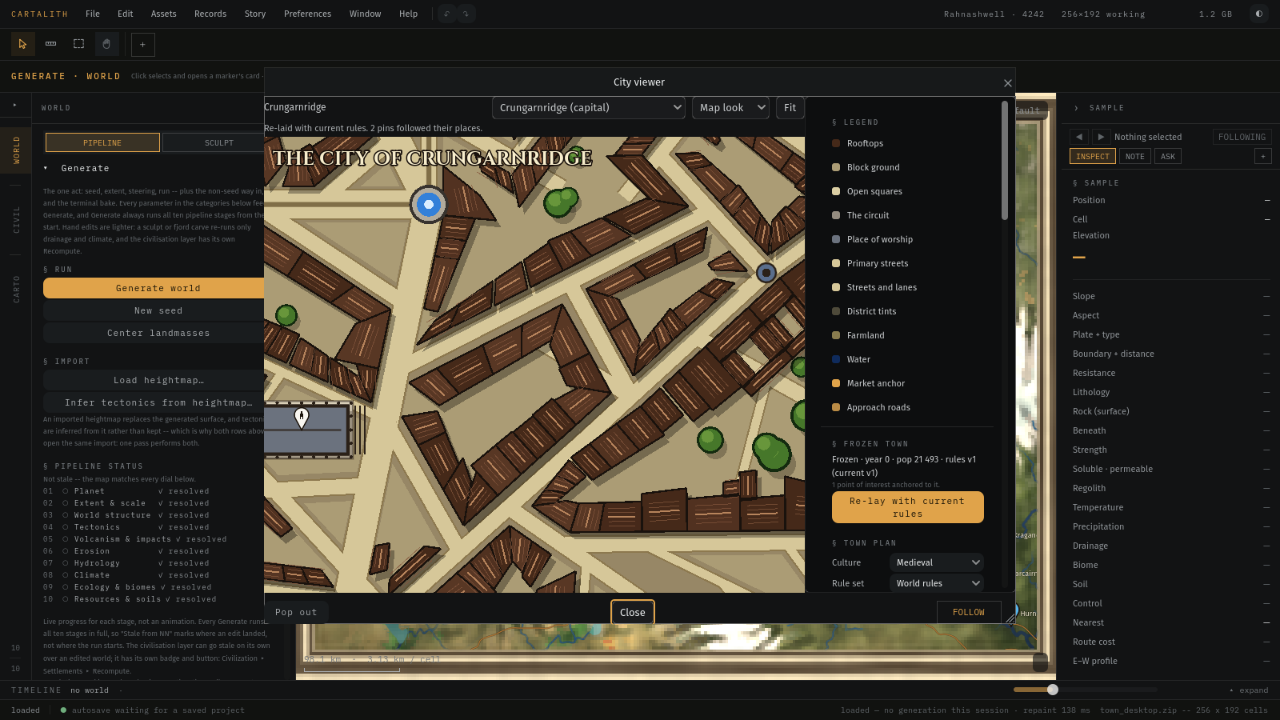 CARTALITH File Edit Assets Records Story Preferences Window Help
Rahnashwell · 4242 256×192 working 1.2 GB
GENERATE · WORLD Click selects and opens a marker's card
City viewer
Crungarnridge
Crungarnridge (capital)
Map look
Fit
Re-laid with current rules. 2 pins followed their places.
THE CITY OF CRUNGARNRIDGE
WORLD
CIVIL
CARTO
10
10
WORLD
PIPELINE
SCULPT
Generate
The one act: seed, extent, steering, run — plus the non-seed way in,
and the terminal bake. Every parameter in the categories below fee
Generate, and Generate always runs all ten pipeline stages from the
start. Hand edits are lighter: a sculpt or fjord carve re-runs only
drainage and climate, and the civilisation layer has its own
Recompute.
§ RUN
Generate world
New seed
Center landmasses
§ IMPORT
Load heightmap…
Infer tectonics from heightmap…
An imported heightmap replaces the generated surface, and tecton
are inferred from it rather than kept — which is why both rows abov
open the same import: one pass performs both.
§ PIPELINE STATUS
Not stale — the map matches every dial below.
01 Planet √ resolved
02 Extent & scale √ resolved
03 World structure √ resolved
04 Tectonics √ resolved
05 Volcanism & impacts √ resolved
06 Erosion √ resolved
07 Hydrology √ resolved
08 Climate √ resolved
09 Ecology & biomes √ resolved
10 Resources & soils √ resolved
Live progress for each stage, not an animation. Every Generate runs
all ten stages in full, so "Stale from NN" marks where an edit landed,
not where the run starts. The civilisation layer can go stale on its own
over an edited world; it has its own badge and button: Civilization •
Settlements • Recompute.
§ LEGEND
Rooftops
Block ground
Open squares
The circuit
Place of worship
Primary streets
Streets and lanes
District tints
Farmland
Water
Market anchor
Approach roads
§ FROZEN TOWN
Frozen · year 0 · pop 21 493 · rules v1
(current v1)
1 point of interest anchored to it.
Re-lay with current
rules
§ TOWN PLAN
Culture Medieval
Rule set World rules
Pop out
Close
FOLLOW
SAMPLE
Nothing selected
FOLLOWING
INSPECT
NOTE
ASK
§ SAMPLE
Position —
Cell —
Elevation
—
Slope —
Aspect —
Plate + type —
Boundary + distance —
Resistance —
Lithology —
Rock (surface) —
Beneath —
Strength —
Soluble · permeable —
Regolith —
Temperature —
Precipitation —
Drainage —
Biome —
Soil —
Control —
Nearest —
Route cost —
E–W profile —
Hurn
TIMELINE no world ·
expand
loaded autosave waiting for a saved project
loaded — no generation this session · repaint 138 ms town_desktop.zip -- 256 x 192 cells